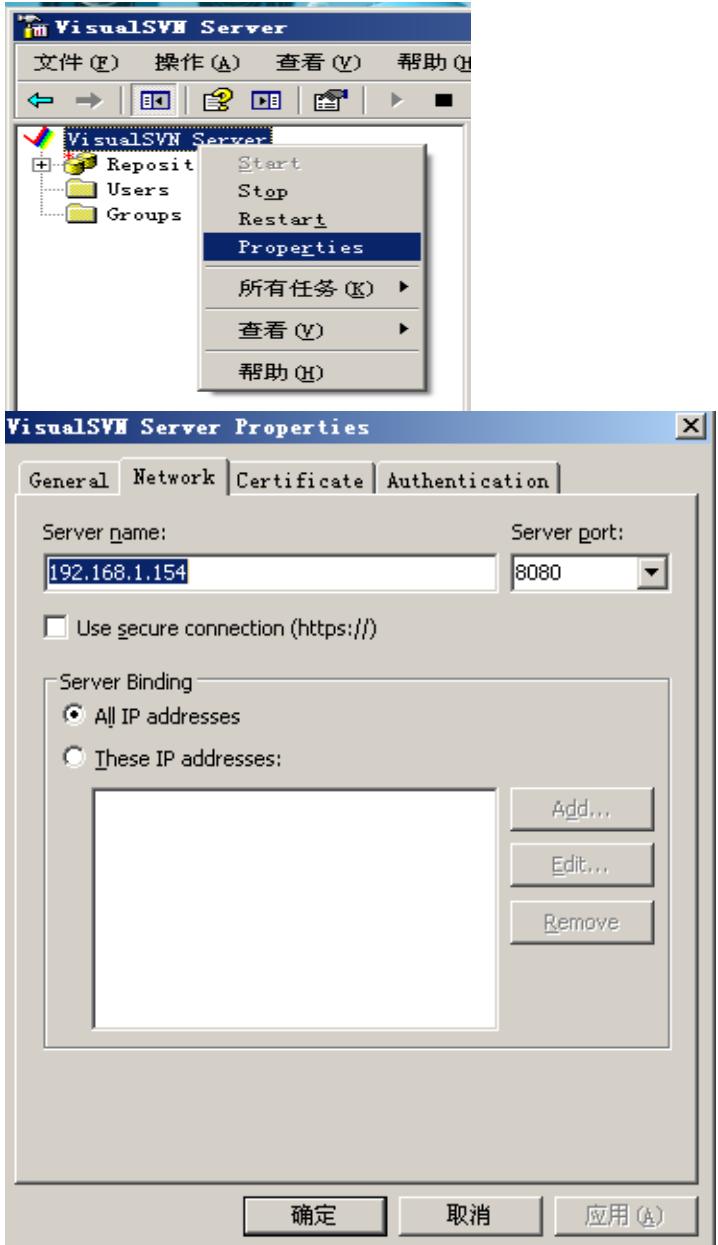 VisualSVN Server
文件(F) 操作(A) 查看(V) 帮助(H
VisualSVN Server
Reposit
Users
Groups
Start
Stop
Restart
Properties
所有任务(K)
查看(V)
帮助(H)
VisualSVN Server Properties
General Network Certificate Authentication
Server name: Server port:
192.168.1.154 8080
Use secure connection (https://)
Server Binding
All IP addresses
These IP addresses:
Add...
Edit...
Remove
确定 取消 应用(A)